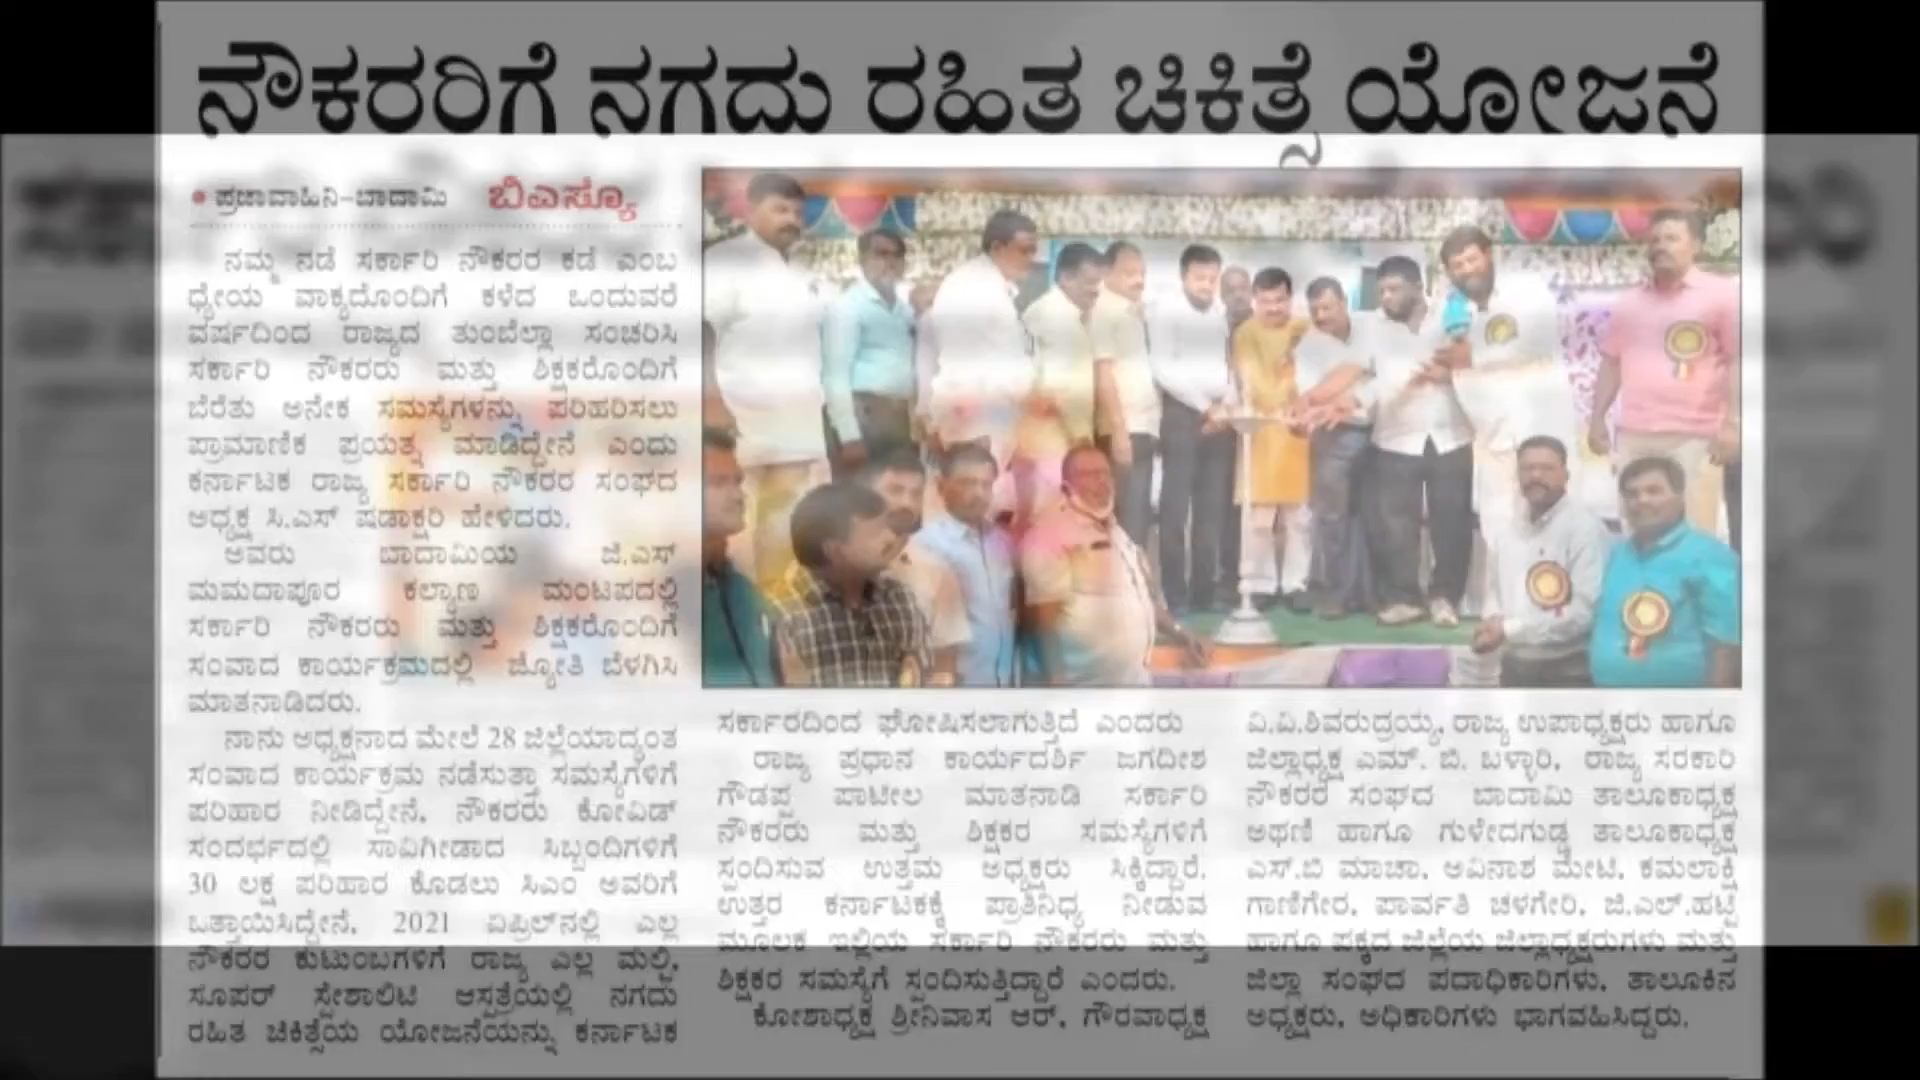 ನೌಕರರಿಗೆ ನಗದು ರಹಿತ ಚಿಕಿತ್ಸೆ ಯೋಜನೆ
• ಪ್ರಜಾವಾಹಿನಿ-ಬಾದಾಮಿ ಬಿಎಸ್ಯೂ
ನಮ್ಮ ನಡೆ ಸರ್ಕಾರಿ ನೌಕರರ ಕಡೆ ಎಂಬ
ಧ್ಯೇಯ ವಾಕ್ಯದೊಂದಿಗೆ ಕಳೆದ ಒಂದುವರೆ
ವರ್ಷದಿಂದ ರಾಜ್ಯದ ತುಂಬೆಲ್ಲಾ ಸಂಚರಿಸಿ
ಸರ್ಕಾರಿ ನೌಕರರು ಮತ್ತು ಶಿಕ್ಷಕರೊಂದಿಗೆ
ಬೆರೆತು ಅನೇಕ ಸಮಸ್ಯೆಗಳನ್ನು ಪರಿಹರಿಸಲು
ಪ್ರಾಮಾಣಿಕ ಪ್ರಯತ್ನ ಮಾಡಿದ್ದೇನೆ ಎಂದು
ಕರ್ನಾಟಕ ರಾಜ್ಯ ಸರ್ಕಾರಿ ನೌಕರರ ಸಂಘದ
ಅಧ್ಯಕ್ಷ ಸಿ.ಎಸ್ ಷಡಾಕ್ಷರಿ ಹೇಳಿದರು.
ಅವರು ಬಾದಾಮಿಯ ಜೆ.ಎಸ್
ಮಮದಾಪೂರ ಕಲ್ಯಾಣ ಮಂಟಪದಲ್ಲಿ
ಸರ್ಕಾರಿ ನೌಕರರು ಮತ್ತು ಶಿಕ್ಷಕರೊಂದಿಗೆ
ಸಂವಾದ ಕಾರ್ಯಕ್ರಮದಲ್ಲಿ ಜ್ಯೋತಿ ಬೆಳಗಿಸಿ
ಮಾತನಾಡಿದರು.
ನಾನು ಅಧ್ಯಕ್ಷನಾದ ಮೇಲೆ 28 ಜಿಲ್ಲೆಯಾದ್ಯಂತ
ಸಂವಾದ ಕಾರ್ಯಕ್ರಮ ನಡೆಸುತ್ತಾ ಸಮಸ್ಯೆಗಳಿಗೆ
ಪರಿಹಾರ ನೀಡಿದ್ದೇನೆ, ನೌಕರರು ಕೋವಿಡ್
ಸಂದರ್ಭದಲ್ಲಿ ಸಾವಿಗೀಡಾದ ಸಿಬ್ಬಂದಿಗಳಿಗೆ
30 ಲಕ್ಷ ಪರಿಹಾರ ಕೊಡಲು ಸಿಎಂ ಅವರಿಗೆ
ಒತ್ತಾಯಿಸಿದ್ದೇನೆ, 2021 ಏಪ್ರಿಲ್‌ನಲ್ಲಿ ಎಲ್ಲ
ನೌಕರರ ಕುಟುಂಬಗಳಿಗೆ ರಾಜ್ಯ ಎಲ್ಲ ಮಲ್ಟಿ,
ಸೂಪರ್ ಸ್ಪೇಶಾಲಿಟಿ ಆಸ್ಪತ್ರೆಯಲ್ಲಿ ನಗದು
ರಹಿತ ಚಿಕಿತ್ಸೆಯ ಯೋಜನೆಯನ್ನು ಕರ್ನಾಟಕ
ಸರ್ಕಾರದಿಂದ ಘೋಷಿಸಲಾಗುತ್ತಿದೆ ಎಂದರು
ರಾಜ್ಯ ಪ್ರಧಾನ ಕಾರ್ಯದರ್ಶಿ ಜಗದೀಶ
ಗೌಡಪ್ಪ ಪಾಟೀಲ ಮಾತನಾಡಿ ಸರ್ಕಾರಿ
ನೌಕರರು ಮತ್ತು ಶಿಕ್ಷಕರ ಸಮಸ್ಯೆಗಳಿಗೆ
ಸ್ಪಂದಿಸುವ ಉತ್ತಮ ಅಧ್ಯಕ್ಷರು ಸಿಕ್ಕಿದ್ದಾರೆ.
ಉತ್ತರ ಕರ್ನಾಟಕಕ್ಕೆ ಪ್ರಾತಿನಿಧ್ಯ ನೀಡುವ
ಮೂಲಕ ಇಲ್ಲಿಯ ಸರ್ಕಾರಿ ನೌಕರರು ಮತ್ತು
ಶಿಕ್ಷಕರ ಸಮಸ್ಯೆಗೆ ಸ್ಪಂದಿಸುತ್ತಿದ್ದಾರೆ ಎಂದರು.
ಕೋಶಾಧ್ಯಕ್ಷ ಶ್ರೀನಿವಾಸ ಆರ್, ಗೌರವಾಧ್ಯಕ್ಷ
ವಿ.ವಿ.ಶಿವರುದ್ರಯ್ಯ, ರಾಜ್ಯ ಉಪಾಧ್ಯಕ್ಷರು ಹಾಗೂ
ಜಿಲ್ಲಾಧ್ಯಕ್ಷ ಎಮ್. ಬಿ. ಬಳ್ಳಾರಿ, ರಾಜ್ಯ ಸರಕಾರಿ
ನೌಕರರ ಸಂಘದ ಬಾದಾಮಿ ತಾಲೂಕಾಧ್ಯಕ್ಷ
ಅಥಣಿ ಹಾಗೂ ಗುಳೇದಗುಡ್ಡ ತಾಲೂಕಾಧ್ಯಕ್ಷ
ಎಸ್.ಬಿ ಮಾಚಾ, ಅವಿನಾಶ ಮೇಟಿ, ಕಮಲಾಕ್ಷಿ
ಗಾಣಿಗೇರ, ಪಾರ್ವತಿ ಚಳಗೇರಿ, ಜಿ.ಎಲ್.ಹಟ್ಟಿ
ಹಾಗೂ ಪಕ್ಕದ ಜಿಲ್ಲೆಯ ಜಿಲ್ಲಾಧ್ಯಕ್ಷರುಗಳು ಮತ್ತು
ಜಿಲ್ಲಾ ಸಂಘದ ಪದಾಧಿಕಾರಿಗಳು, ತಾಲೂಕಿನ
ಅಧ್ಯಕ್ಷರು, ಅಧಿಕಾರಿಗಳು ಭಾಗವಹಿಸಿದ್ದರು.